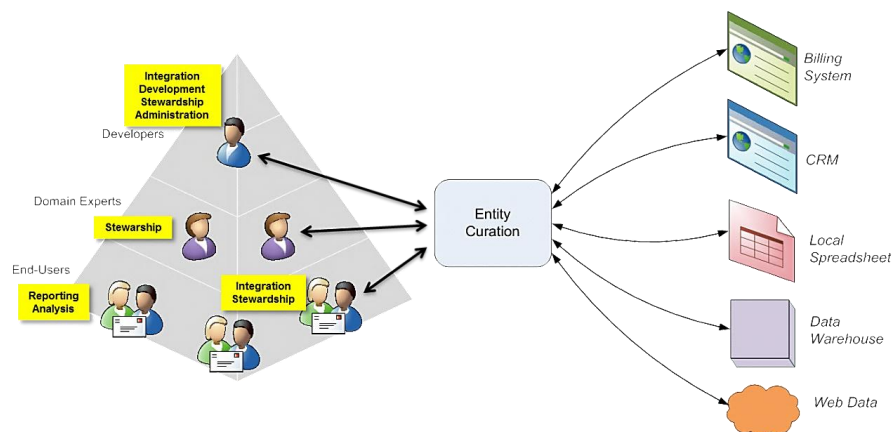 Integration
Development
Stewardship
Administration
Developers
Domain Experts
Stewarship
End-Users
Reporting
Analysis
Integration
Stewardship
Entity
Curation
Billing
System
CRM
Local
Spreadsheet
Data
Warehouse
Web Data